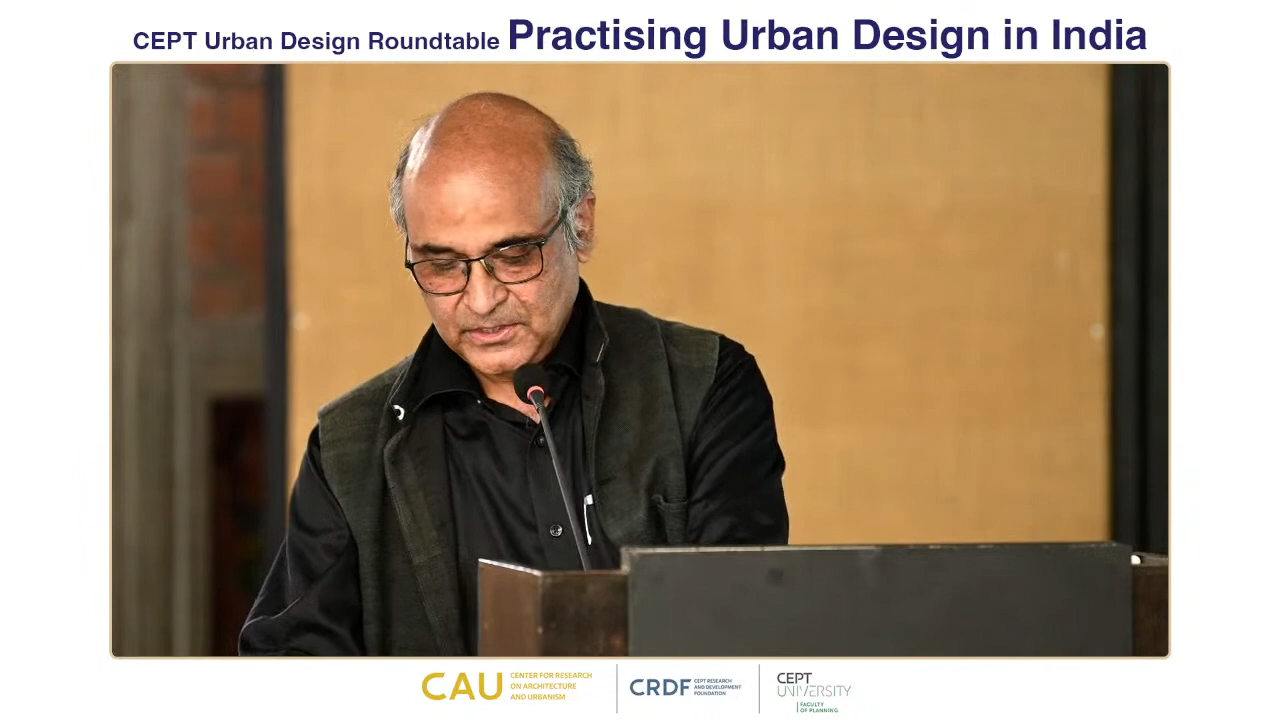 CEPT Urban Design Roundtable Practising Urban Design in India
CAU
CENTER FOR RESEARCH
ON ARCHITECTURE
AND URBANISM
CRDF
CEPT RESEARCH
AND DEVELOPMENT
FOUNDATION
CEPT
UNIVERSITY
FACULTY
OF PLANNING